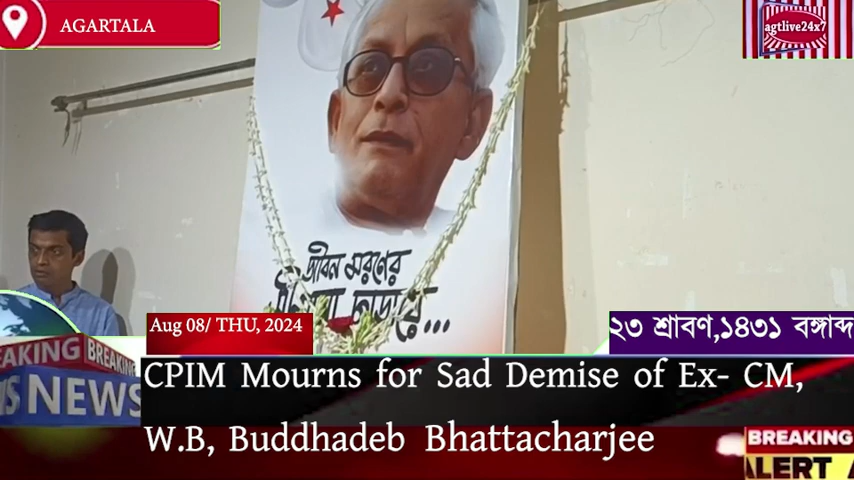 AGARTALA
agtlive24x7
জীবন মরণের
সীমানা ছাড়ায়ে...
Aug 08/ THU, 2024
২৩ শ্রাবণ,১৪৩১ বঙ্গাব্দ
BREAKING
NEWS
CPIM Mourns for Sad Demise of Ex- CM,
W.B, Buddhadeb Bhattacharjee
BREAKING
ALERT